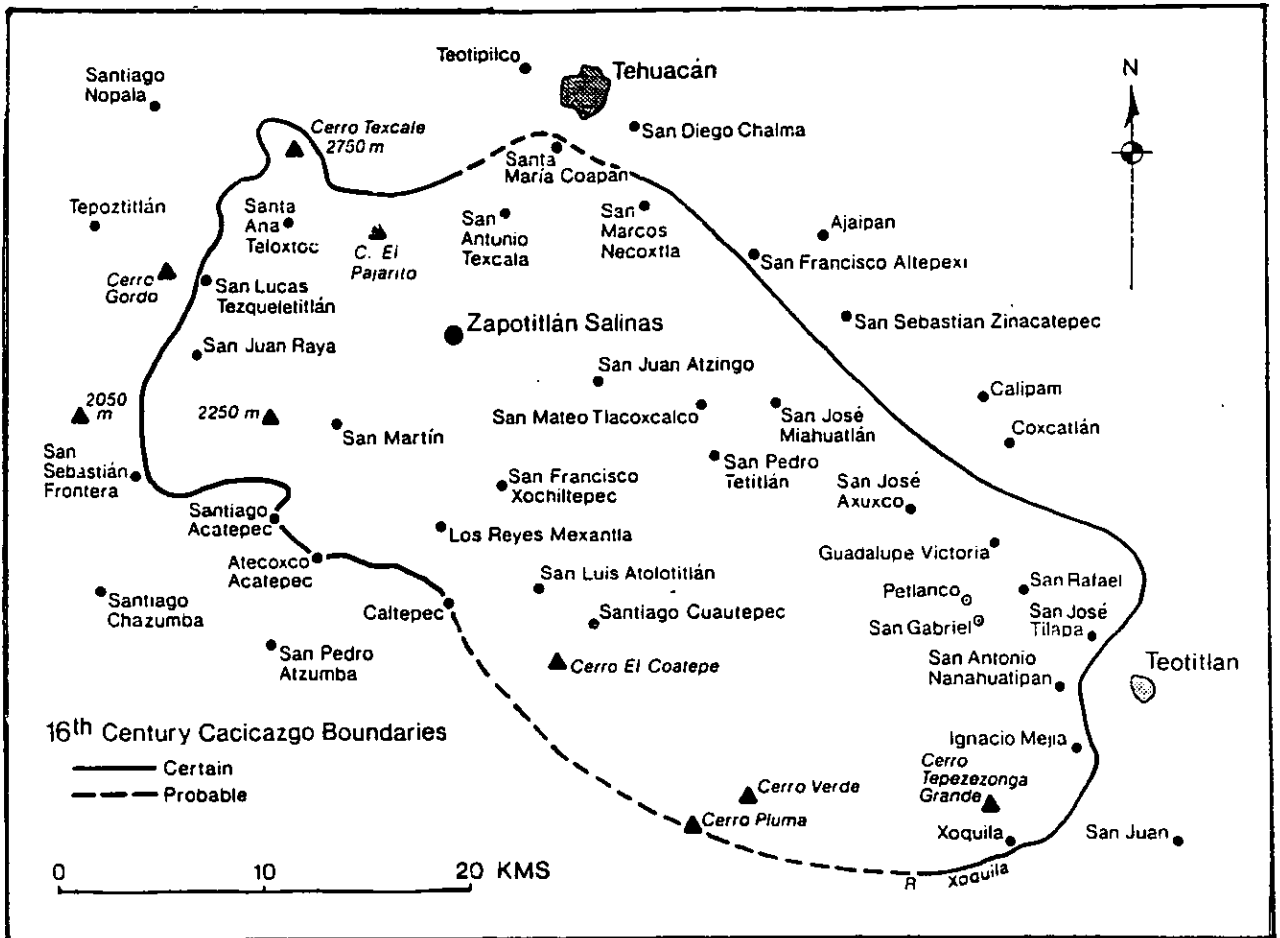 Teotipilco
Tehuacán
N
Santiago
Nopala
San Diego Chalma
Cerro Texcale
2750 m
Santa
María Coapán
Tepoztitlán
Santa
Ana
Teloxtoc
C. El
Pajarito
San
Antunio
Texcala
San
Marcos
Necoxtla
Ajaipan
San Francisco Altepexi
Cerro
Gordo
San Lucas
Tezqueletitlán
Zapotitlán Salinas
San Sebastian Zinacatepec
San Juan Raya
San Juan Atzingo
2050
m
2250 m
San Martín
San Mateo Tlacoxcalco
San José
Miahuatlán
Calipam
Coxcatlán
San
Sebastián
Frontera
San Francisco
Xochiltepec
San Pedro
Tetitlán
San José
Axuxco
Santiago
Acatepec
Los Reyes Mexantla
Atecoxco
Acatepec
Guadalupe Victoria
San Luis Atolotitlán
Santiago
Chazumba
Caltepec
Santiago Cuautepec
Petlanco
San Rafael
San Gabriel
San José
Tilapa
San Pedro
Atzumba
Cerro El Coatepe
San Antonio
Nanahuatipan
Teotitlan
16th Century Cacicazgo Boundaries
Certain
Probable
Ignacio Mejia
Cerro
Tepezezonga
Grande
Cerro Verde
Cerro Pluma
Xoquila
San Juan
R Xoquila
0 10 20 KMS